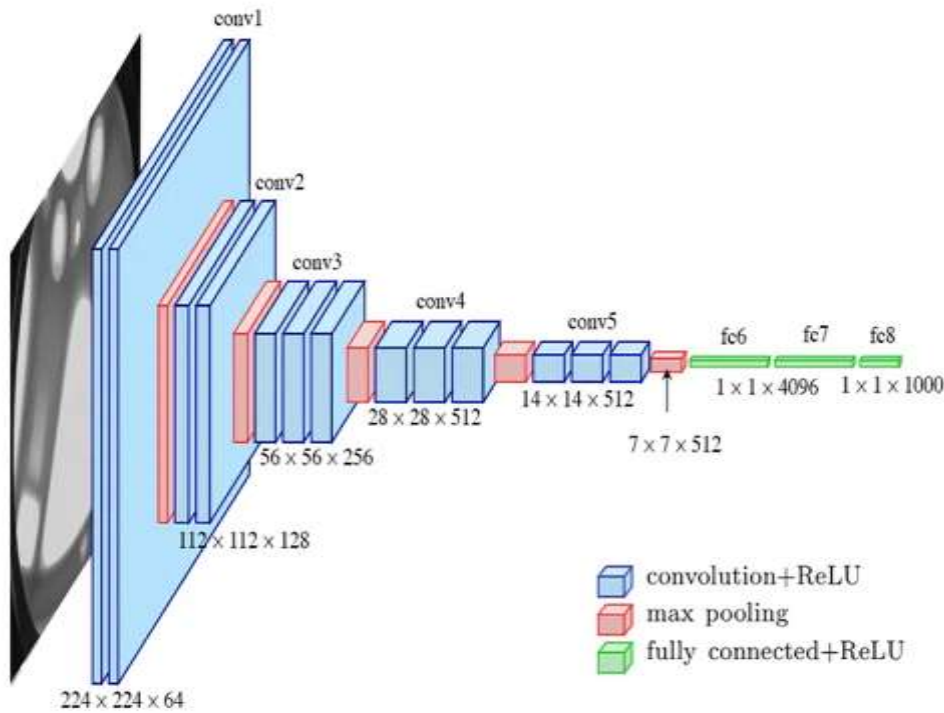 conv1
conv2
conv3
conv4
conv5
fc6
fc7
fc8
1 × 1 × 4096
1 × 1 × 1000
28 × 28 × 512
14 × 14 × 512
7 × 7 × 512
56 × 56 × 256
112 × 112 × 128
224 × 224 × 64
convolution+ReLU
max pooling
fully connected+ReLU